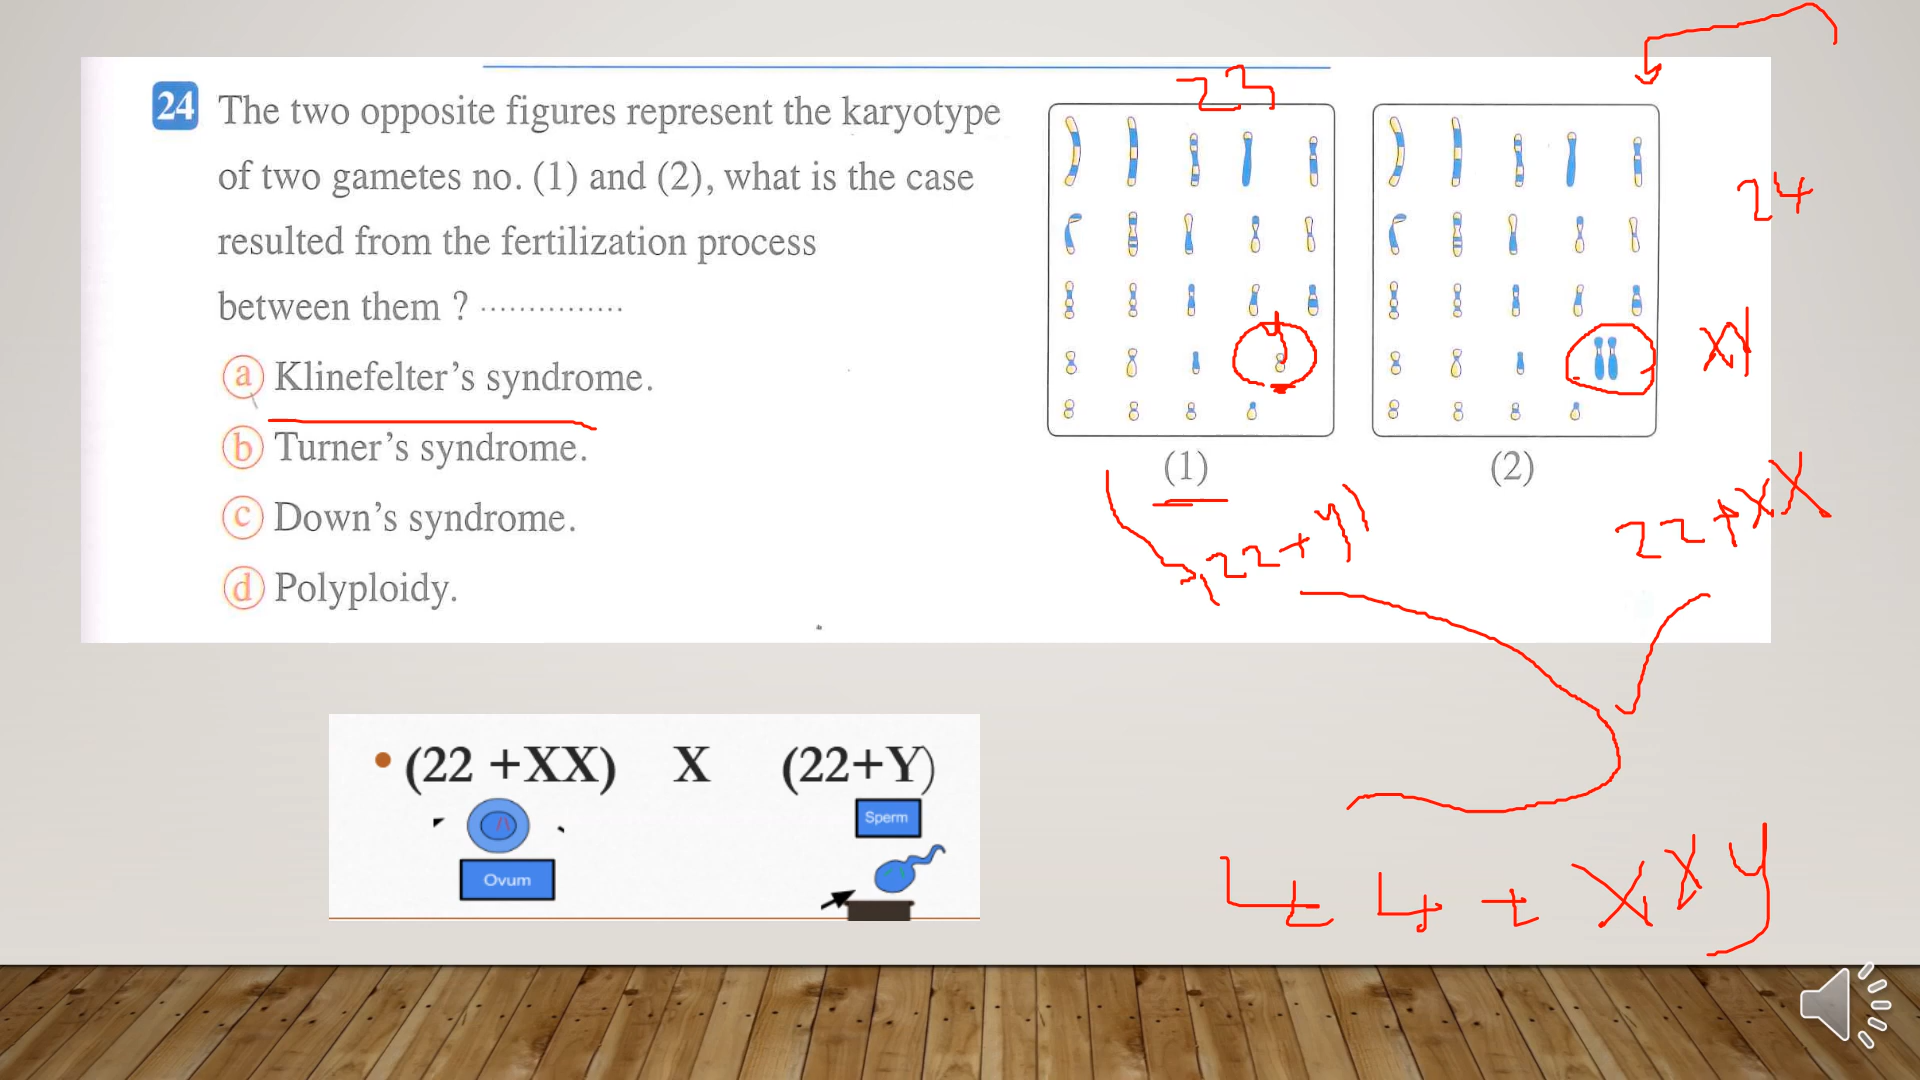 23
24 The two opposite figures represent the karyotype
of two gametes no. (1) and (2), what is the case
resulted from the fertilization process
between them ? ...............
24
a Klinefelter's syndrome.
b Turner's syndrome.
c Down's syndrome.
d Polyploidy.
(1) (2)
22+Y
22+XX
• (22 +XX) X (22+Y)
Sperm
Ovum
44+XXY